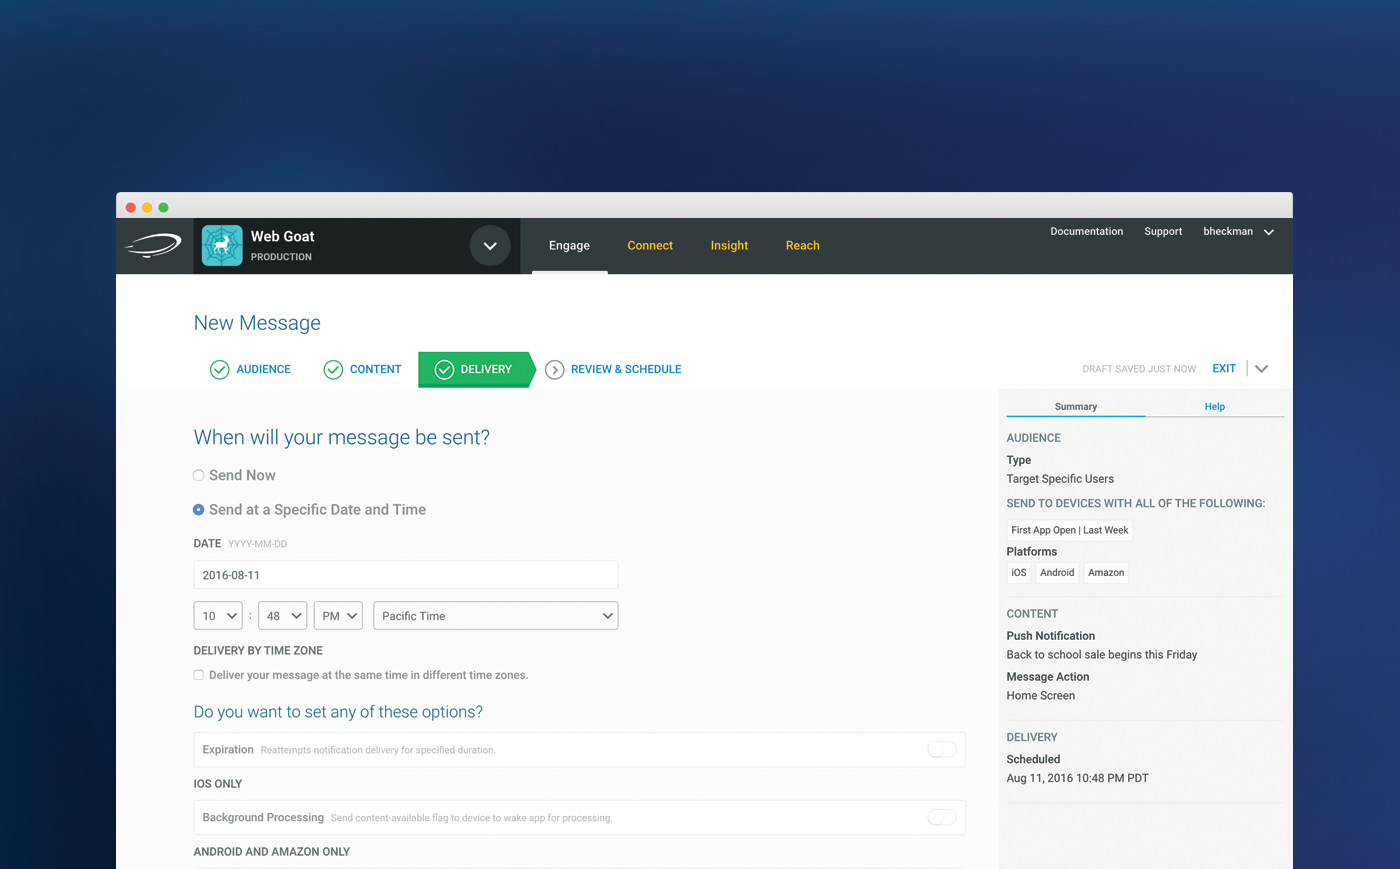 Web Goat
PRODUCTION
Engage
Connect
Insight
Reach
Documentation
Support
bheckman
New Message
AUDIENCE
CONTENT
DELIVERY
REVIEW & SCHEDULE
DRAFT SAVED JUST NOW
EXIT
When will your message be sent?
Send Now
Send at a Specific Date and Time
DATE YYYY-MM-DD
2016-08-11
10 : 48 PM Pacific Time
DELIVERY BY TIME ZONE
Deliver your message at the same time in different time zones.
Do you want to set any of these options?
Expiration Reattempts notification delivery for specified duration.
IOS ONLY
Background Processing Send content-available flag to device to wake app for processing.
ANDROID AND AMAZON ONLY
Summary
Help
AUDIENCE
Type
Target Specific Users
SEND TO DEVICES WITH ALL OF THE FOLLOWING:
First App Open | Last Week
Platforms
iOS Android Amazon
CONTENT
Push Notification
Back to school sale begins this Friday
Message Action
Home Screen
DELIVERY
Scheduled
Aug 11, 2016 10:48 PM PDT